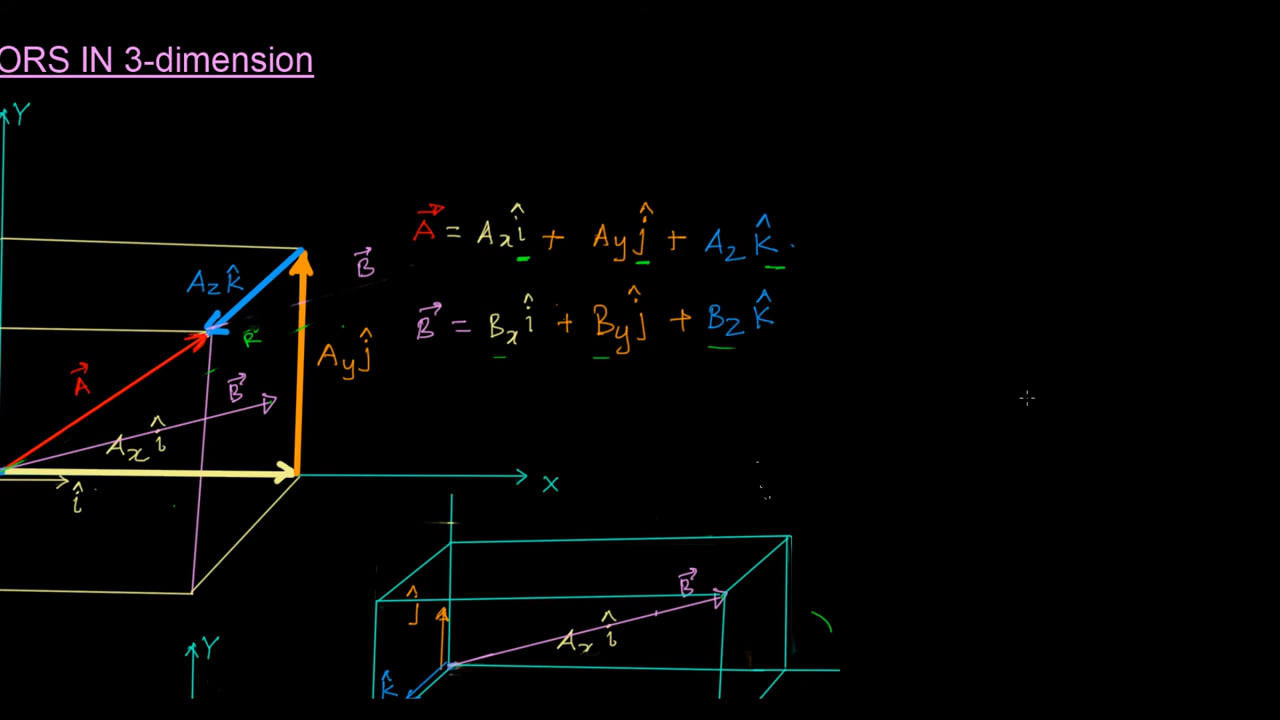 ORS IN 3-dimension
Y
A⃗ = Axî + Ayĵ + Azk̂.
B⃗
Azk̂
B⃗ = Bxî + Byĵ + Bzk̂
Ayĵ
A⃗
B⃗
Axî
X
î
B⃗
ĵ
Axî
Y
k̂